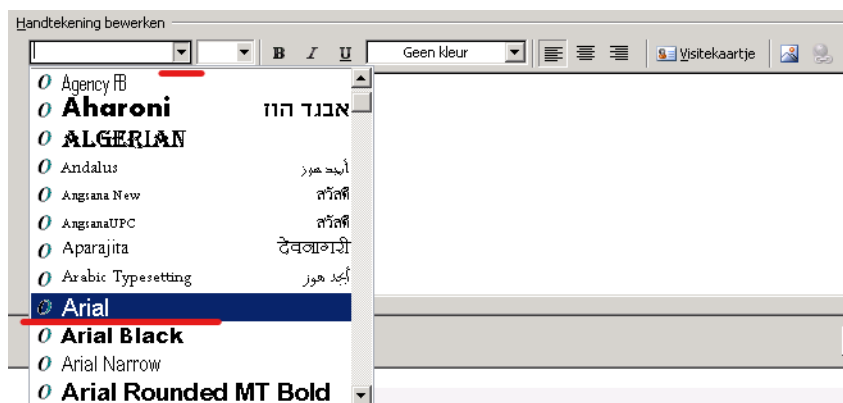 Handtekening bewerken
B I U Geen kleur Visitekaartje
Agency FB
Aharoni אבגד הוז
ALGERIAN
Andalus أبجد هوز
Angsana New สวัสดี
AngsanaUPC สวัสดี
Aparajita देवनागरी
Arabic Typesetting أبجد هوز
Arial
Arial Black
Arial Narrow
Arial Rounded MT Bold